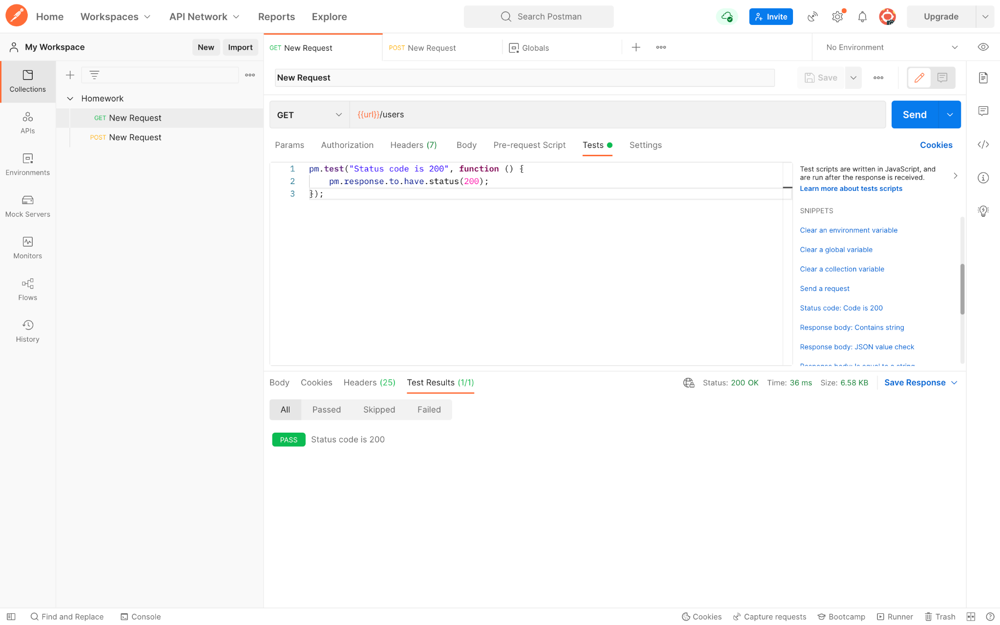 Home
Workspaces
API Network
Reports
Explore
Search Postman
Invite
Upgrade
My Workspace
New
Import
GET New Request
POST New Request
Globals
No Environment
Collections
APIs
Environments
Mock Servers
Monitors
Flows
History
Homework
GET New Request
POST New Request
New Request
Save
GET
{{url}}/users
Send
Params
Authorization
Headers (7)
Body
Pre-request Script
Tests
Settings
Cookies
1 pm.test("Status code is 200", function () {
2 pm.response.to.have.status(200);
3 });
Test scripts are written in JavaScript, and
are run after the response is received.
Learn more about tests scripts
SNIPPETS
Clear an environment variable
Clear a global variable
Clear a collection variable
Send a request
Status code: Code is 200
Response body: Contains string
Response body: JSON value check
Response body: Is equal to a string
Body
Cookies
Headers (25)
Test Results (1/1)
Status: 200 OK
Time: 36 ms
Size: 6.58 KB
Save Response
All
Passed
Skipped
Failed
PASS Status code is 200
Find and Replace
Console
Cookies
Capture requests
Bootcamp
Runner
Trash